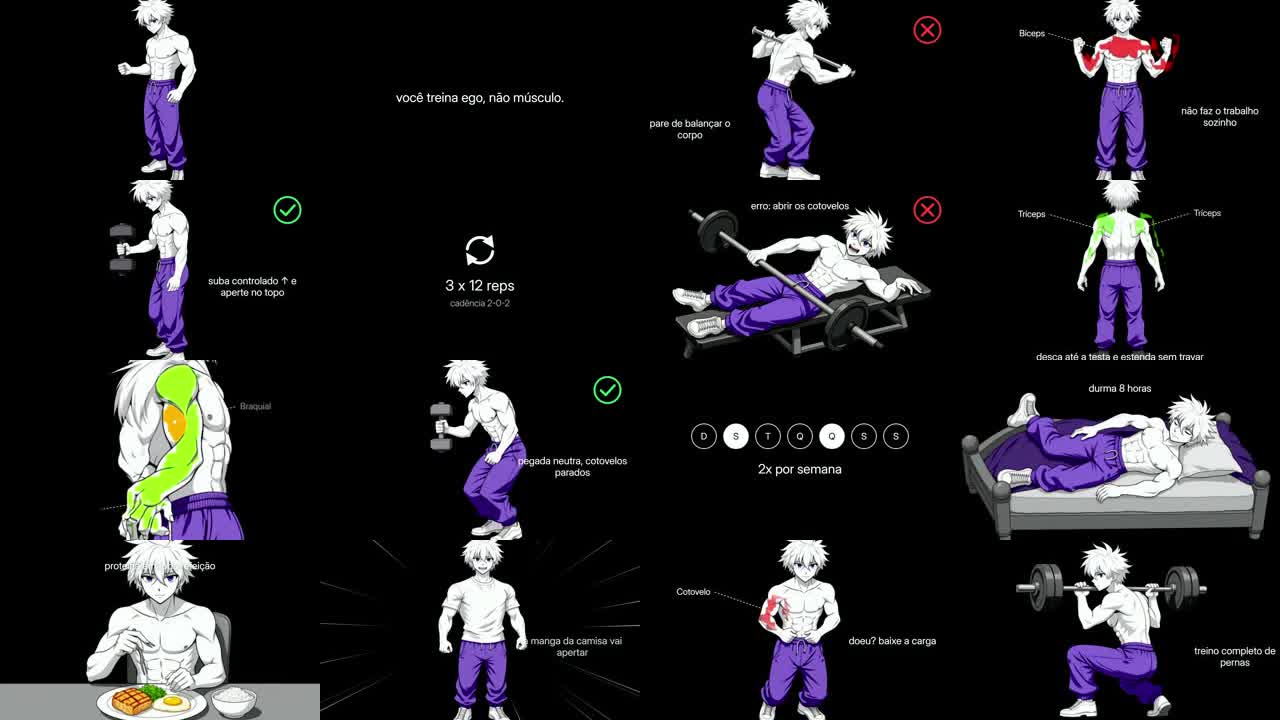 você treina ego, não músculo.
pare de balançar o
corpo
Bíceps
não faz o trabalho
sozinho
suba controlado ↑ e
aperte no topo
3 x 12 reps
cadência 2-0-2
erro: abrir os cotovelos
Tríceps
Tríceps
desça até a testa e estenda sem travar
Braquial
pegada neutra, cotovelos
parados
D S T Q Q S S
2x por semana
durma 8 horas
manga da camisa vai
apertar
Cotovelo
doeu? baixe a carga
treino completo de
pernas